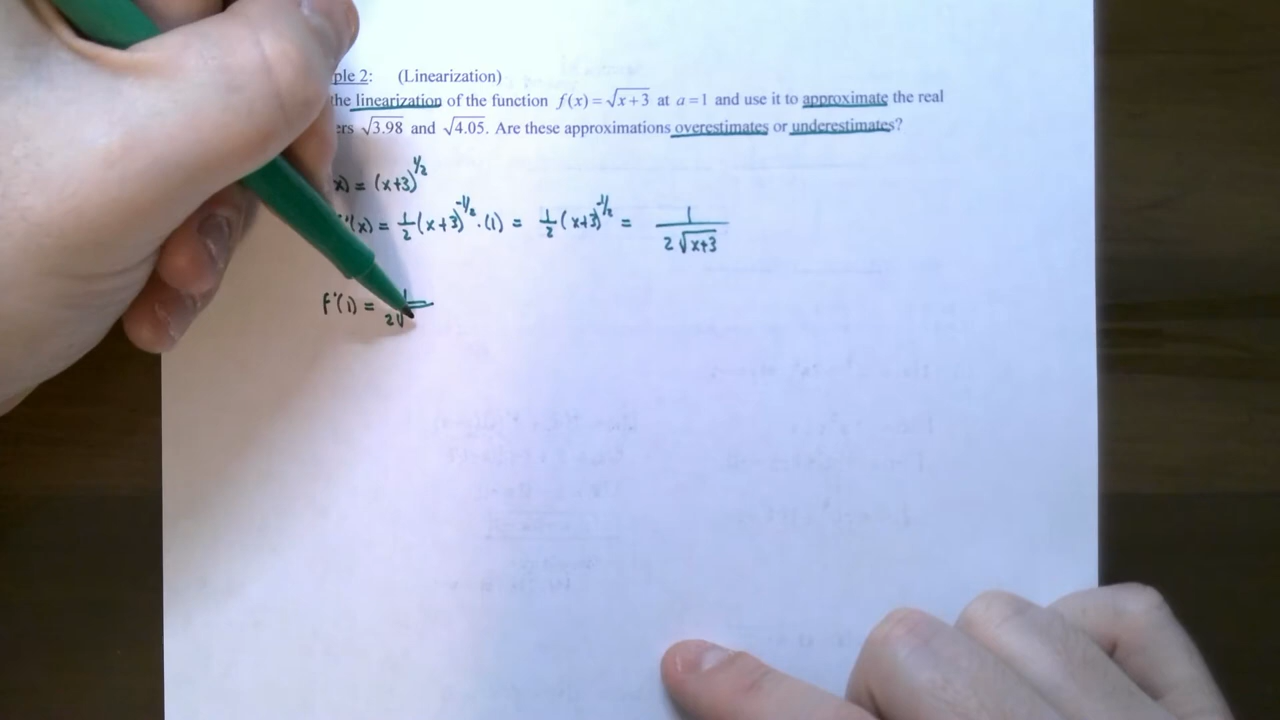 ple 2: (Linearization)
the linearization of the function f(x) = √x+3 at a = 1 and use it to approximate the real
ers √3.98 and √4.05. Are these approximations overestimates or underestimates?
x) = (x+3)^1/2
'(x) = 1/2 (x+3)^-1/2 · (1) = 1/2 (x+3)^-1/2 = 1/(2√x+3)
f'(1) = 1/(2√